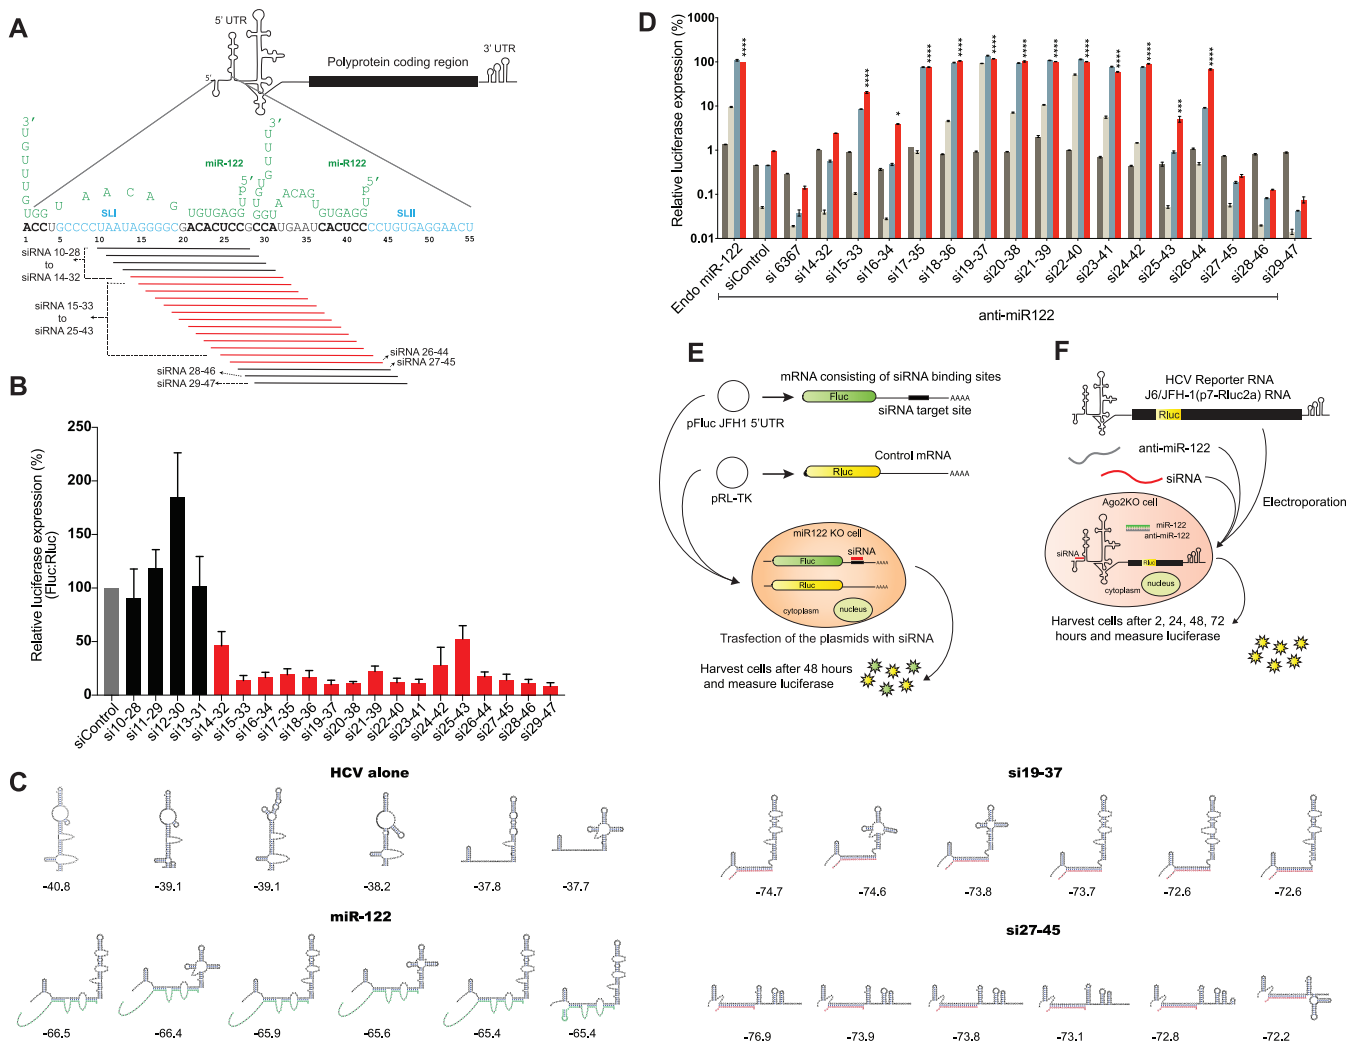 A
5' UTR
3' UTR
5'
Polyprotein coding region
3'
UGUUUG
UGG
U
A
A
C
A
G
UGUGAGG
U
p5'
miR-122
3'
UUUGUGUGGU
A
ACAG
U
GUGAGG
U
p5'
mi-R122
SLI
SLII
ACCUGCCCCUAAUAGGGGCGACACUCCGCCAUGAAUCACUCCCCUGUGAGGAACU
1 5 10 15 20 25 30 35 40 45 50 55
siRNA 10-28
to
siRNA 14-32
siRNA 15-33
to
siRNA 25-43
siRNA 26-44
siRNA 27-45
siRNA 28-46
siRNA 29-47
B
Relative luciferase expression (%)
(Fluc:Rluc)
250
200
150
100
50
0
siControl
si10-28
si11-29
si12-30
si13-31
si14-32
si15-33
si16-34
si17-35
si18-36
si19-37
si20-38
si21-39
si22-40
si23-41
si24-42
si25-43
si26-44
si27-45
si28-46
si29-47
C
HCV alone
-40.8 -39.1 -39.1 -38.2 -37.8 -37.7
miR-122
-66.5 -66.4 -65.9 -65.6 -65.4 -65.4
si19-37
-74.7 -74.6 -73.8 -73.7 -72.6 -72.6
si27-45
-76.9 -73.9 -73.8 -73.1 -72.8 -72.2
D
Relative luciferase expression (%)
1000
100
10
1
0.1
0.01
**** **** * **** **** **** **** **** **** **** **** *** ****
Endo miR-122
siControl
si 6367
si14-32
si15-33
si16-34
si17-35
si18-36
si19-37
si20-38
si21-39
si22-40
si23-41
si24-42
si25-43
si26-44
si27-45
si28-46
si29-47
anti-miR122
E
mRNA consisting of siRNA binding sites
Fluc
AAAA
siRNA target site
pFluc JFH1 5'UTR
Control mRNA
Rluc
AAAA
pRL-TK
miR122 KO cell
siRNA
Fluc
AAAA
Rluc
AAAA
cytoplasm
nucleus
Trasfection of the plasmids with siRNA
Harvest cells after 48 hours
and measure luciferase
F
HCV Reporter RNA
J6/JFH-1(p7-Rluc2a) RNA
Rluc
anti-miR-122
siRNA
Electroporation
Ago2KO cell
miR-122
anti-miR-122
siRNA
Rluc
cytoplasm
nucleus
Harvest cells after 2, 24, 48, 72
hours and measure luciferase